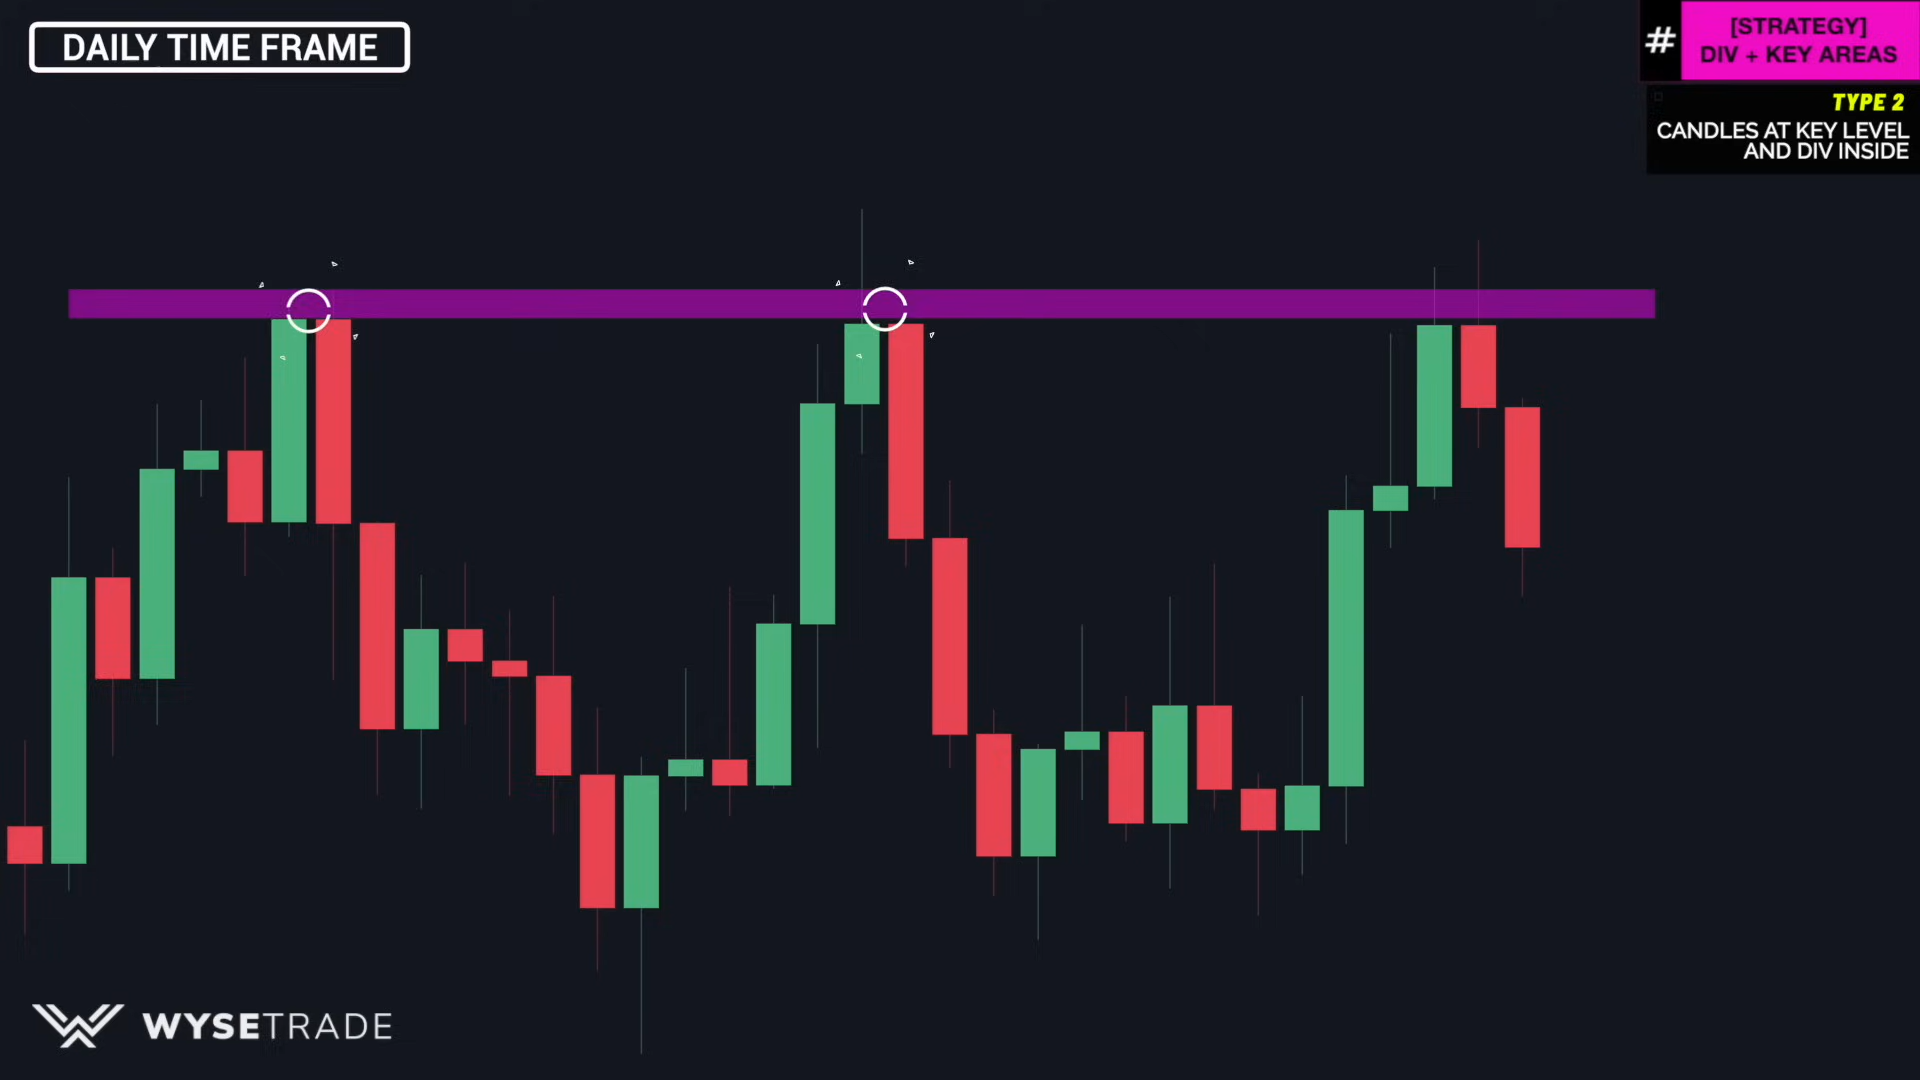 DAILY TIME FRAME
#
[STRATEGY]
DIV + KEY AREAS
TYPE 2
CANDLES AT KEY LEVEL
AND DIV INSIDE
WYSETRADE